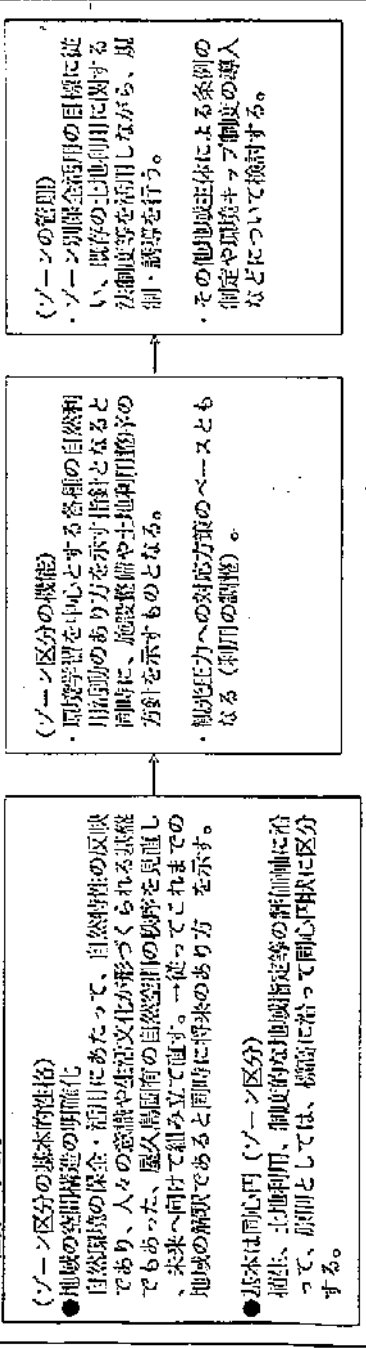 (ゾーン区分の基本的性格)
●地域の空間構造の明確化
自然環境の保全・活用にあたって、自然特性の反映
であり、人々の意識や生活文化が形づくられる基盤
でもあった、屋久島固有の自然空間の秩序を見直し
、未来へ向けて組み立て直す。→従ってこれまでの
地域の解釈であると同時に将来のあり方 を示す。
●基本は同心円(ゾーン区分)
植生、土地利用、制度的な地域指定等の評価軸に沿
って、原則としては、標高に沿って同心円状に区分
する。
(ゾーン区分の機能)
・環境学習を中心とする各種の自然利
用活動のあり方を示す指針となると
同時に、施設整備や土地利用秩序の
方針を示すものとなる。
・観光圧力への対応方策のベースとも
なる(利用の調整)。
(ゾーンの管理)
・ゾーン別保全活用の目標に従
い、既存の土地利用に関する
法制度等を活用しながら、規
制・誘導を行う。
・その他地域主体による条例の
制定や環境キップ制度の導入
などについて検討する。